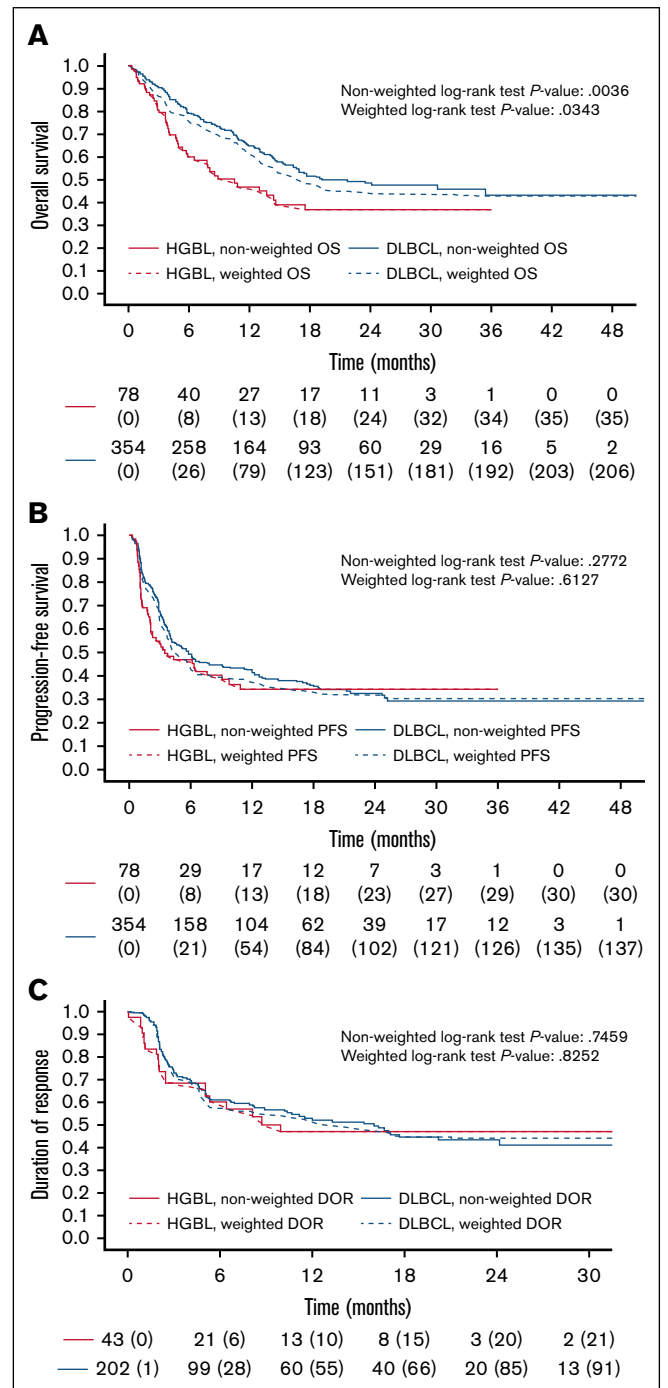 A
1.0
0.9
0.8
0.7
0.6
0.5
0.4
0.3
0.2
0.1
0.0
Overall survival
Non-weighted log-rank test P-value: .0036
Weighted log-rank test P-value: .0343
HGBL, non-weighted OS DLBCL, non-weighted OS
HGBL, weighted OS DLBCL, weighted OS
0 6 12 18 24 30 36 42 48
Time (months)
78 40 27 17 11 3 1 0 0
(0) (8) (13) (18) (24) (32) (34) (35) (35)
354 258 164 93 60 29 16 5 2
(0) (26) (79) (123) (151) (181) (192) (203) (206)
B
1.0
0.9
0.8
0.7
0.6
0.5
0.4
0.3
0.2
0.1
0.0
Progression-free survival
Non-weighted log-rank test P-value: .2772
Weighted log-rank test P-value: .6127
HGBL, non-weighted PFS DLBCL, non-weighted PFS
HGBL, weighted PFS DLBCL, weighted PFS
0 6 12 18 24 30 36 42 48
Time (months)
78 29 17 12 7 3 1 0 0
(0) (8) (13) (18) (23) (27) (29) (30) (30)
354 158 104 62 39 17 12 3 1
(0) (21) (54) (84) (102) (121) (126) (135) (137)
C
1.0
0.9
0.8
0.7
0.6
0.5
0.4
0.3
0.2
0.1
0.0
Duration of response
Non-weighted log-rank test P-value: .7459
Weighted log-rank test P-value: .8252
HGBL, non-weighted DOR DLBCL, non-weighted DOR
HGBL, weighted DOR DLBCL, weighted DOR
0 6 12 18 24 30
Time (months)
43 (0) 21 (6) 13 (10) 8 (15) 3 (20) 2 (21)
202 (1) 99 (28) 60 (55) 40 (66) 20 (85) 13 (91)